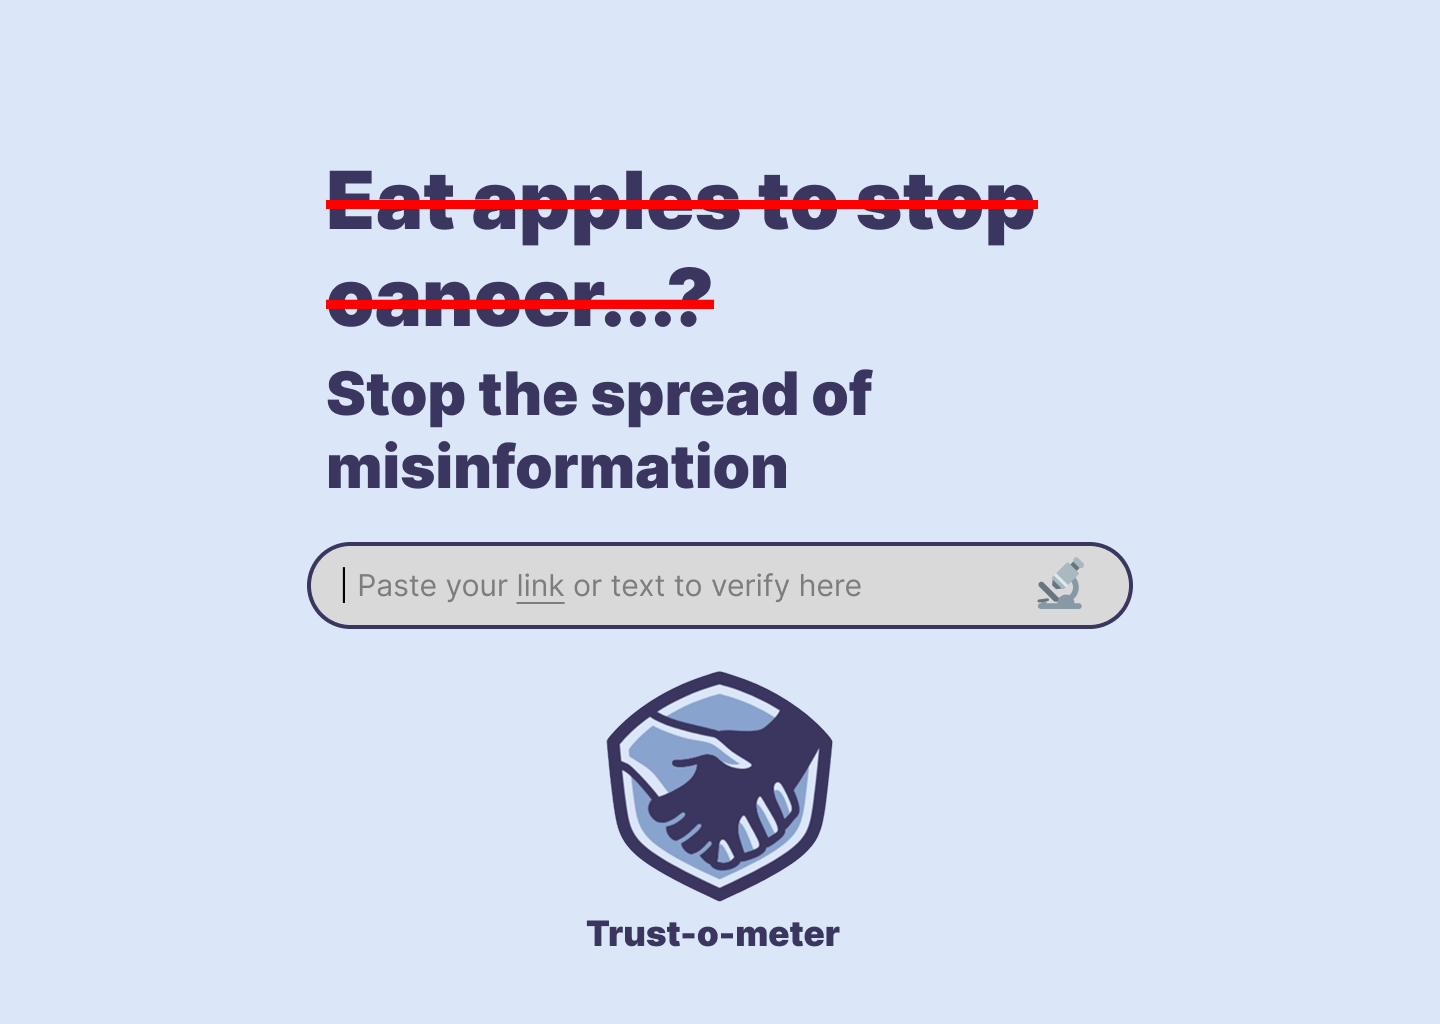 Eat apples to stop
cancer...?
Stop the spread of
misinformation
Paste your link or text to verify here
Trust-o-meter